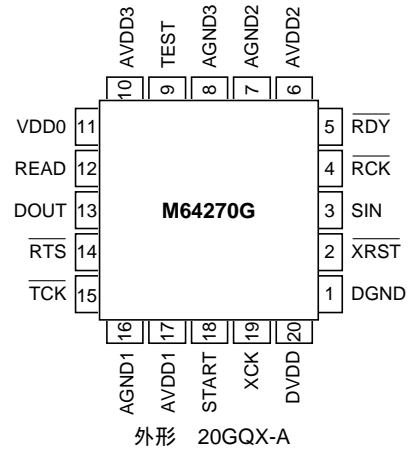 AVDD3 TEST AGND3 AGND2 AVDD2
10 9 8 7 6
VDD0 11 5 RDY
READ 12 4 RCK
DOUT 13 M64270G 3 SIN
RTS 14 2 XRST
TCK 15 1 DGND
16 17 18 19 20
AGND1 AVDD1 START XCK DVDD
外形 20GQX-A